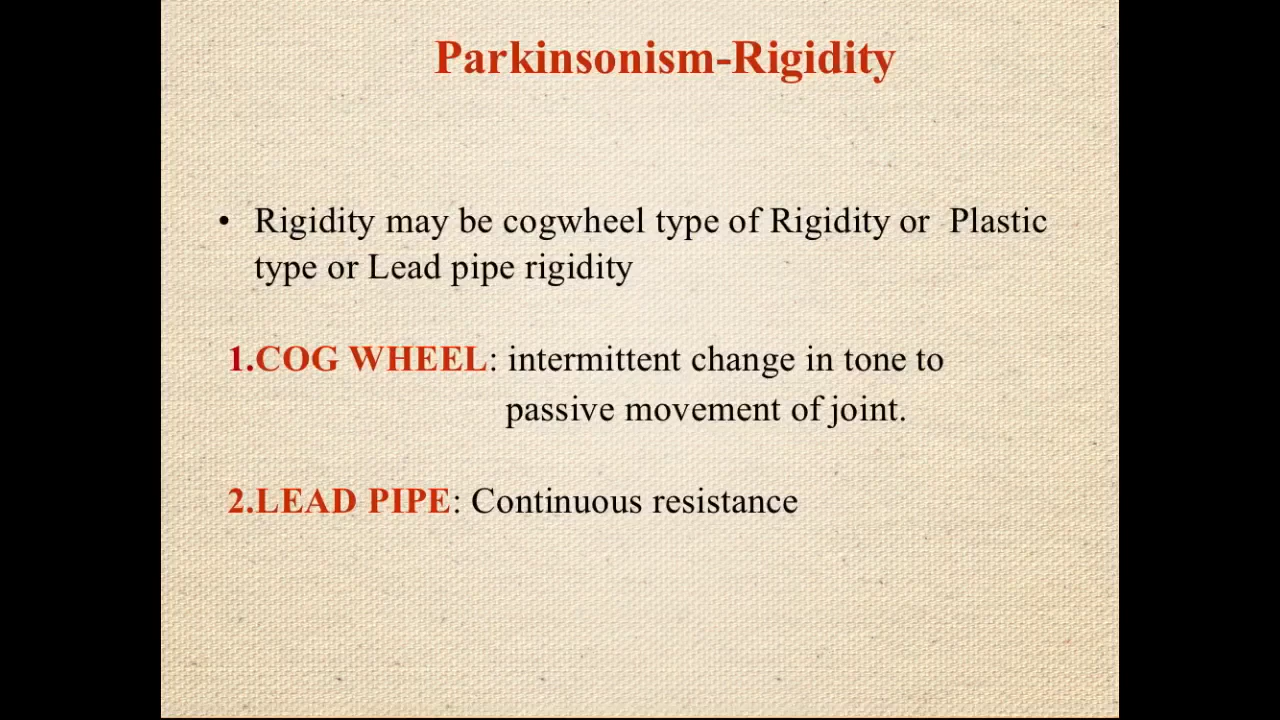 Parkinsonism-Rigidity
• Rigidity may be cogwheel type of Rigidity or  Plastic
type or Lead pipe rigidity
1.COG WHEEL: intermittent change in tone to
passive movement of joint.
2.LEAD PIPE: Continuous resistance